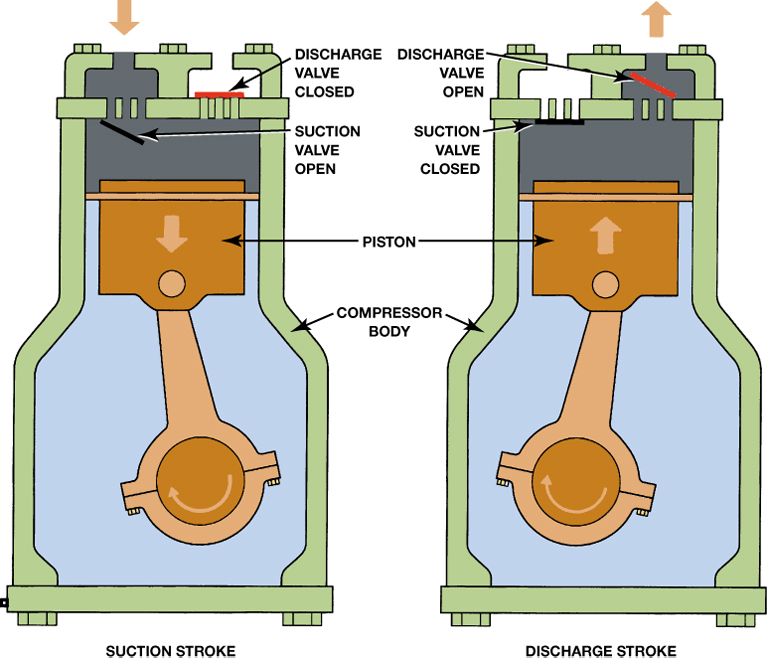 DISCHARGE
VALVE
CLOSED
SUCTION
VALVE
OPEN
DISCHARGE
VALVE
OPEN
SUCTION
VALVE
CLOSED
PISTON
COMPRESSOR
BODY
SUCTION STROKE
DISCHARGE STROKE